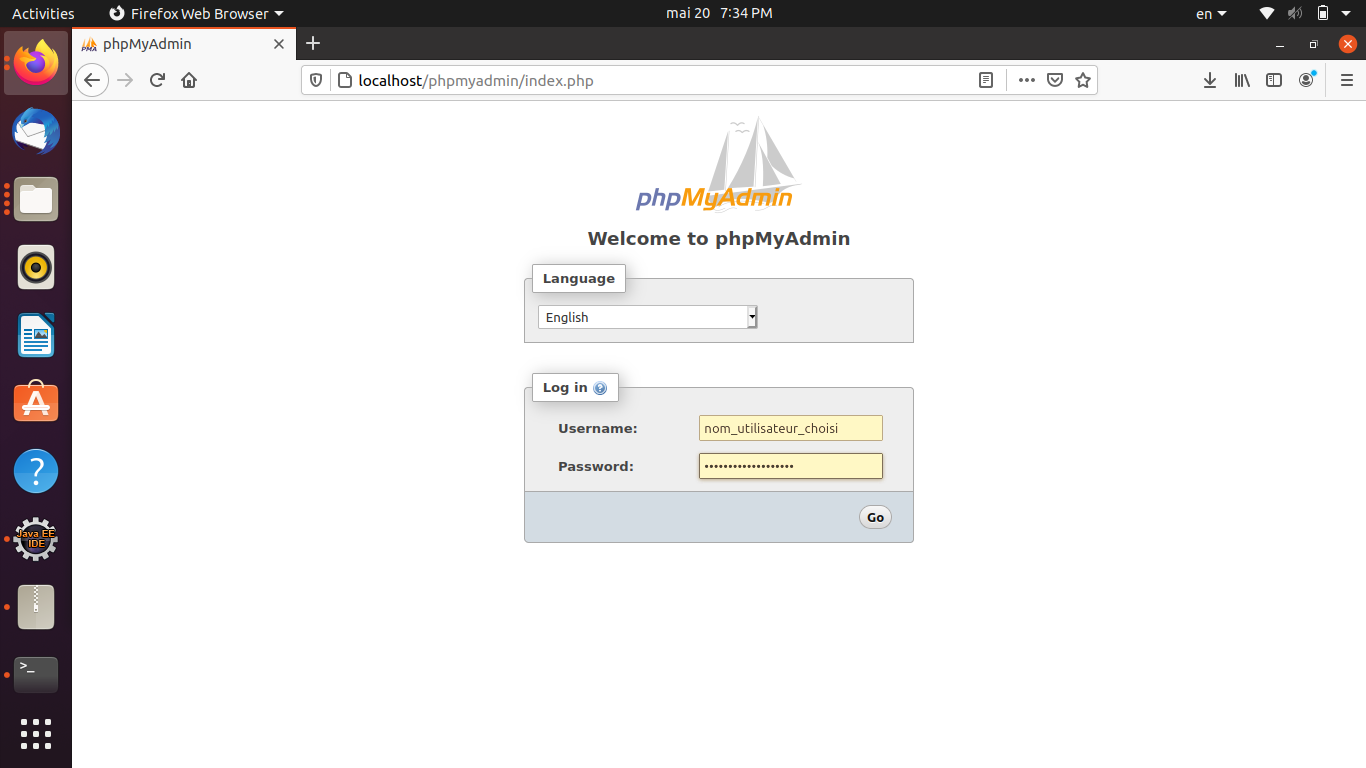 Activities
Firefox Web Browser
mai 20 7:34 PM
en
phpMyAdmin
localhost/phpmyadmin/index.php
phpMyAdmin
Welcome to phpMyAdmin
Language
English
Log in
Username:
nom_utilisateur_choisi
Password:
•••••••••••••••••••
Go
Java EE
IDE
>_